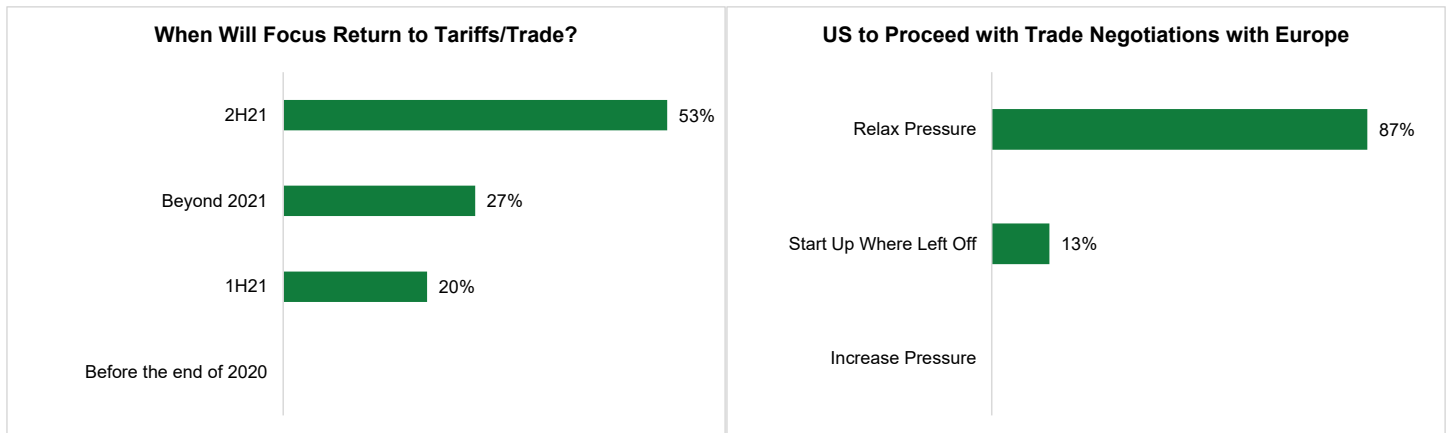 When Will Focus Return to Tariffs/Trade?
2H21
53%
Beyond 2021
27%
1H21
20%
Before the end of 2020
US to Proceed with Trade Negotiations with Europe
Relax Pressure
87%
Start Up Where Left Off
13%
Increase Pressure